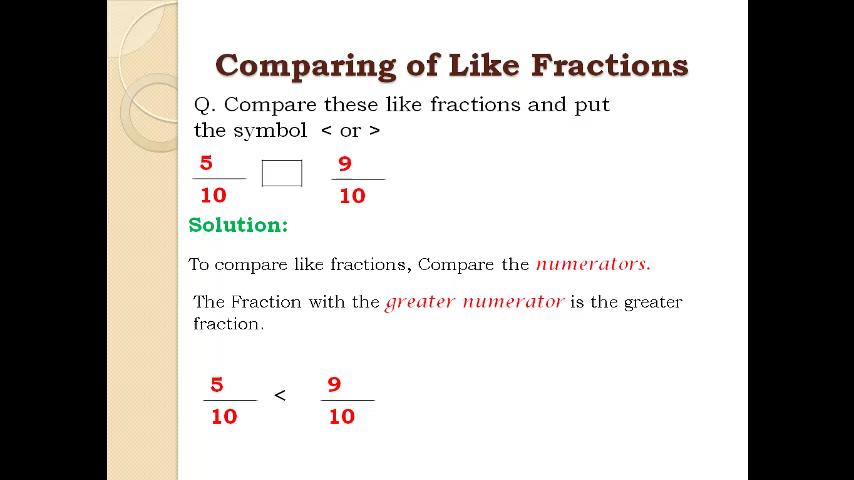 Comparing of Like Fractions
Q. Compare these like fractions and put
the symbol < or >
5 9
10 10
Solution:
To compare like fractions, Compare the numerators.
The Fraction with the greater numerator is the greater
fraction.
5 < 9
10 10